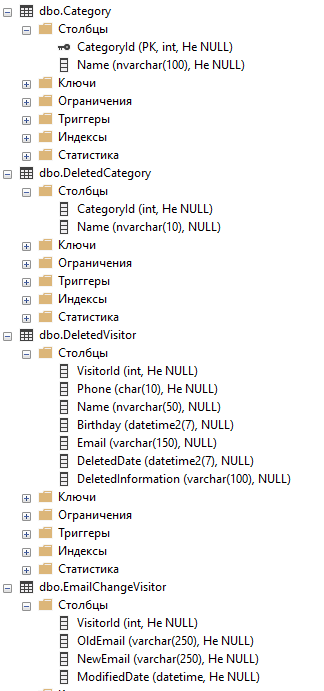 dbo.Category
Столбцы
CategoryId (PK, int, Не NULL)
Name (nvarchar(100), Не NULL)
Ключи
Ограничения
Триггеры
Индексы
Статистика
dbo.DeletedCategory
Столбцы
CategoryId (int, Не NULL)
Name (nvarchar(10), NULL)
Ключи
Ограничения
Триггеры
Индексы
Статистика
dbo.DeletedVisitor
Столбцы
VisitorId (int, Не NULL)
Phone (char(10), Не NULL)
Name (nvarchar(50), NULL)
Birthday (datetime2(7), NULL)
Email (varchar(150), NULL)
DeletedDate (datetime2(7), NULL)
DeletedInformation (varchar(100), NULL)
Ключи
Ограничения
Триггеры
Индексы
Статистика
dbo.EmailChangeVisitor
Столбцы
VisitorId (int, Не NULL)
OldEmail (varchar(250), Не NULL)
NewEmail (varchar(250), Не NULL)
ModifiedDate (datetime, Не NULL)